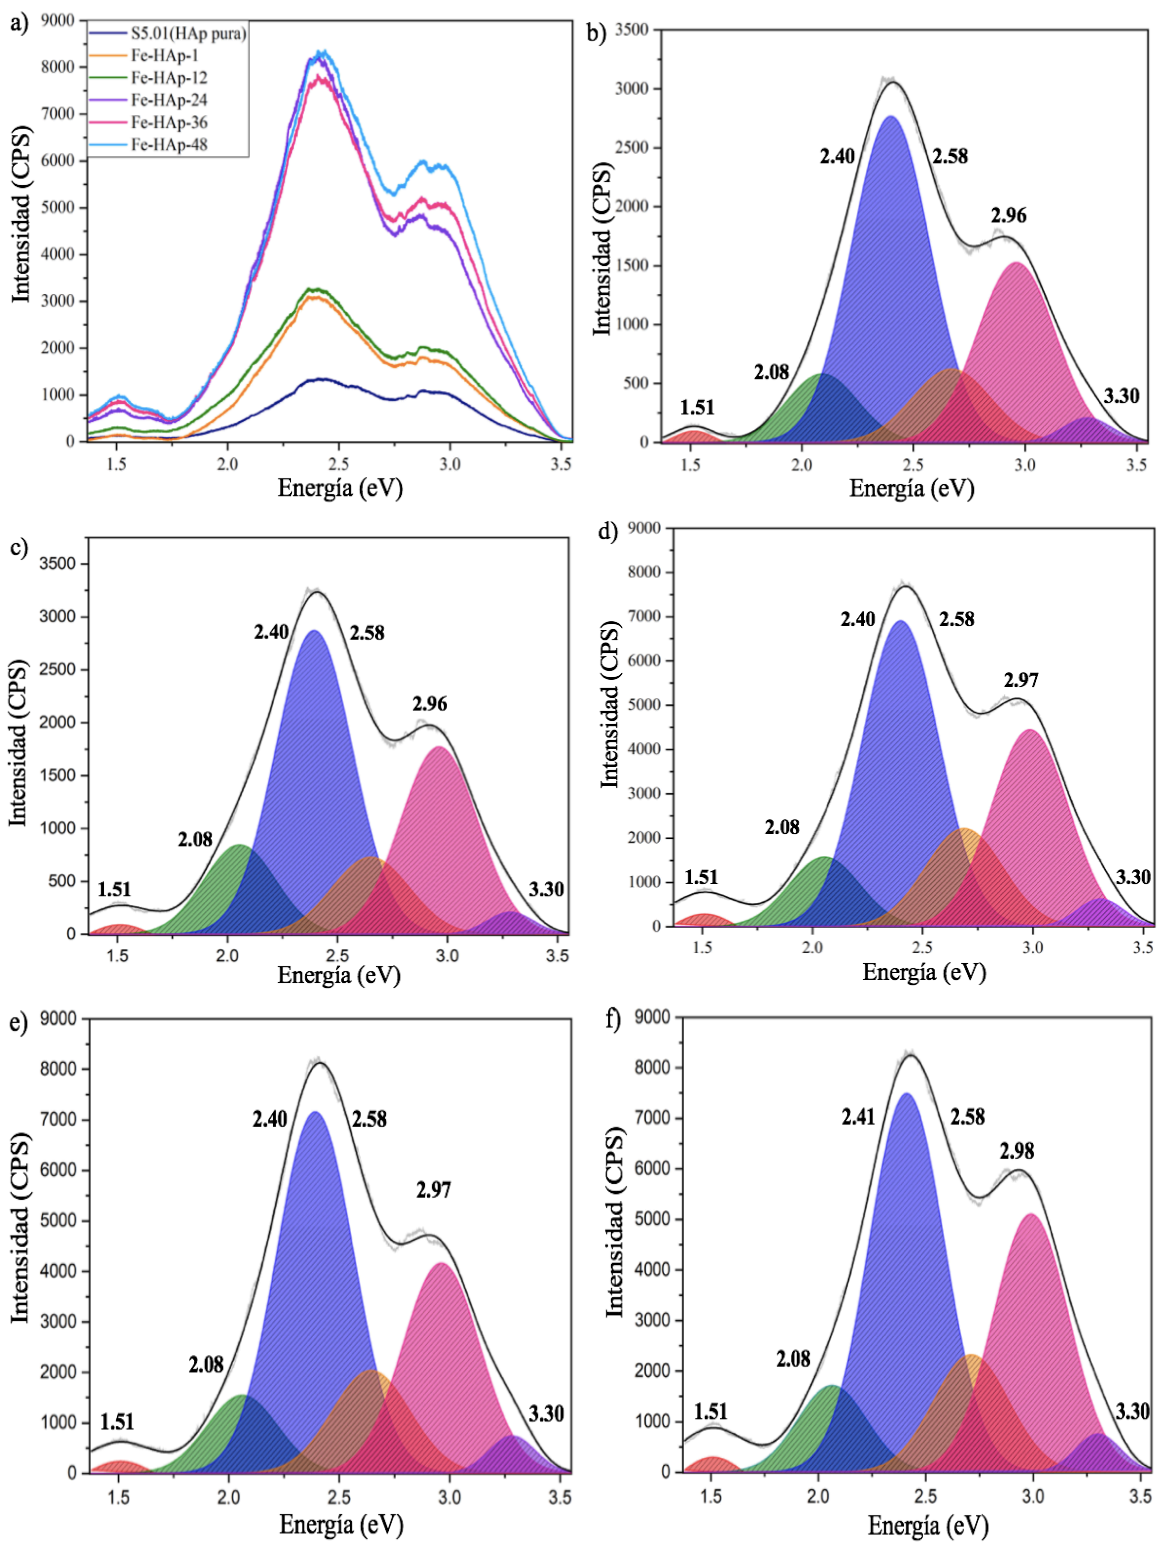 a)
9000
8000
7000
6000
5000
4000
3000
2000
1000
0
Intensidad (CPS)
S5.01(HAp pura)
Fe-HAp-1
Fe-HAp-12
Fe-HAp-24
Fe-HAp-36
Fe-HAp-48
1.5 2.0 2.5 3.0 3.5
Energía (eV)
b)
3500
3000
2500
2000
1500
1000
500
0
Intensidad (CPS)
2.40 2.58
2.96
2.08
1.51
3.30
1.5 2.0 2.5 3.0 3.5
Energía (eV)
c)
3500
3000
2500
2000
1500
1000
500
0
Intensidad (CPS)
2.40 2.58
2.96
2.08
1.51
3.30
1.5 2.0 2.5 3.0 3.5
Energía (eV)
d)
9000
8000
7000
6000
5000
4000
3000
2000
1000
0
Intensidad (CPS)
2.40 2.58
2.97
2.08
1.51
3.30
1.5 2.0 2.5 3.0 3.5
Energía (eV)
e)
9000
8000
7000
6000
5000
4000
3000
2000
1000
0
Intensidad (CPS)
2.40 2.58
2.97
2.08
1.51
3.30
1.5 2.0 2.5 3.0 3.5
Energía (eV)
f)
9000
8000
7000
6000
5000
4000
3000
2000
1000
0
Intensidad (CPS)
2.41 2.58
2.98
2.08
1.51
3.30
1.5 2.0 2.5 3.0 3.5
Energía (eV)